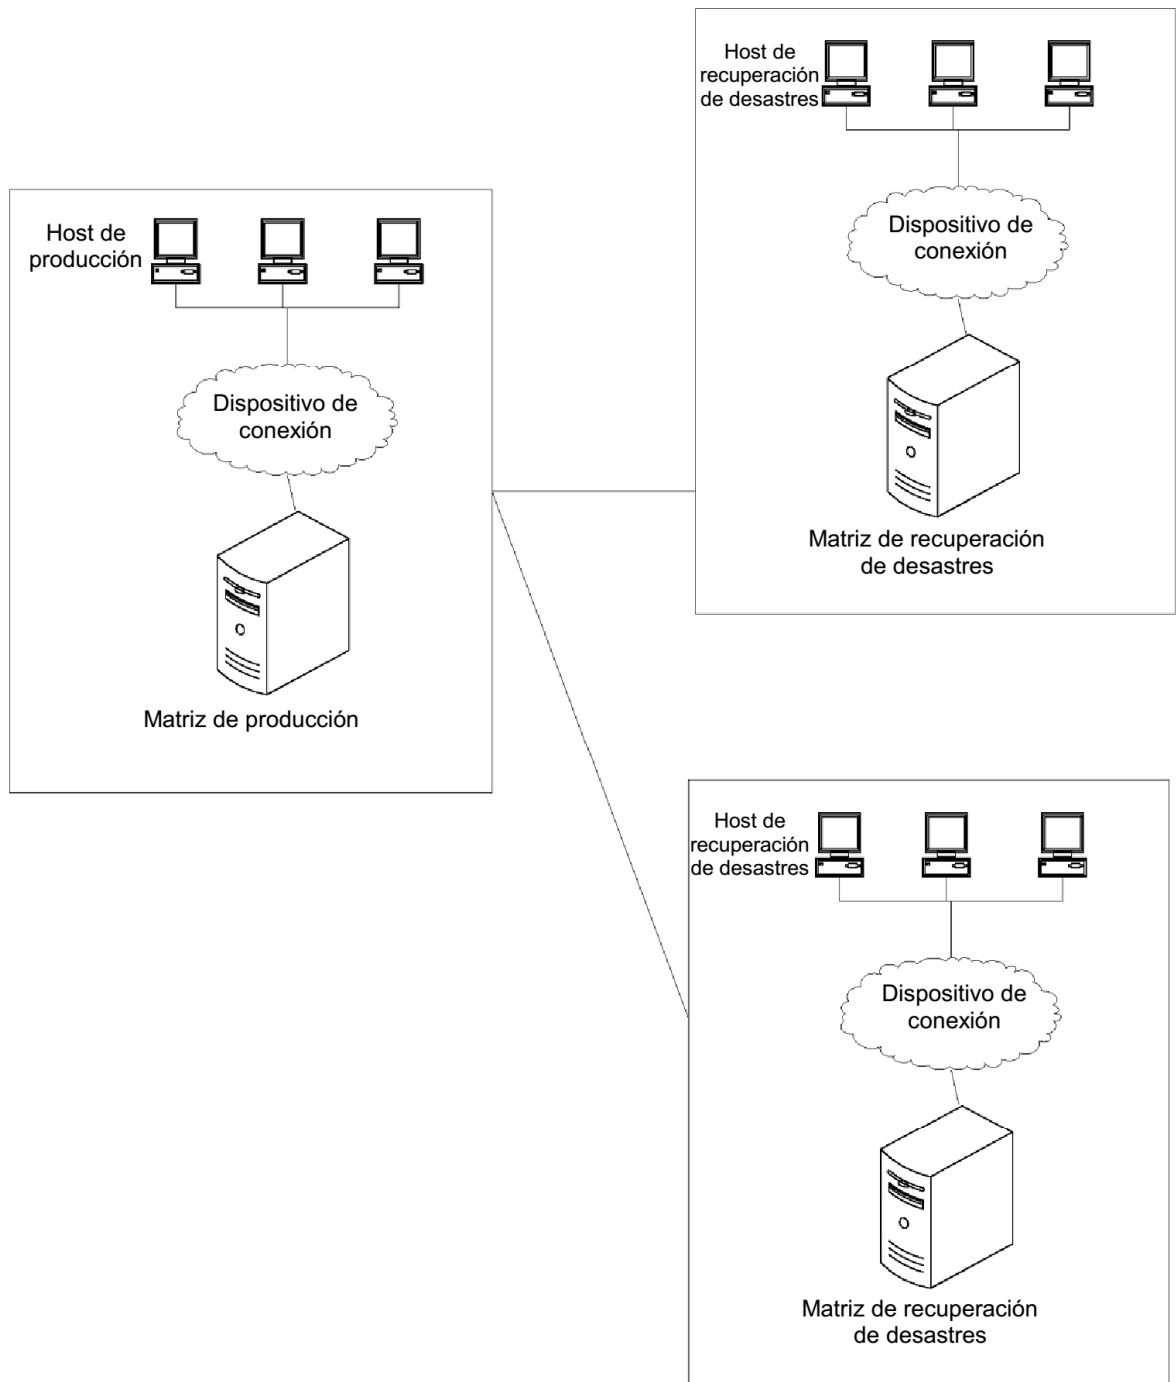 Host de
producción
Dispositivo de
conexión
Matriz de producción
Host de
recuperación
de desastres
Dispositivo de
conexión
Matriz de recuperación
de desastres
Host de
recuperación
de desastres
Dispositivo de
conexión
Matriz de recuperación
de desastres